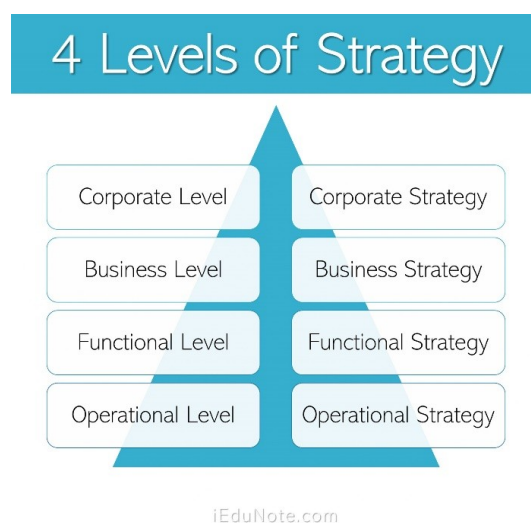 4 Levels of Strategy
Corporate Level
Corporate Strategy
Business Level
Business Strategy
Functional Level
Functional Strategy
Operational Level
Operational Strategy
iEduNote.com